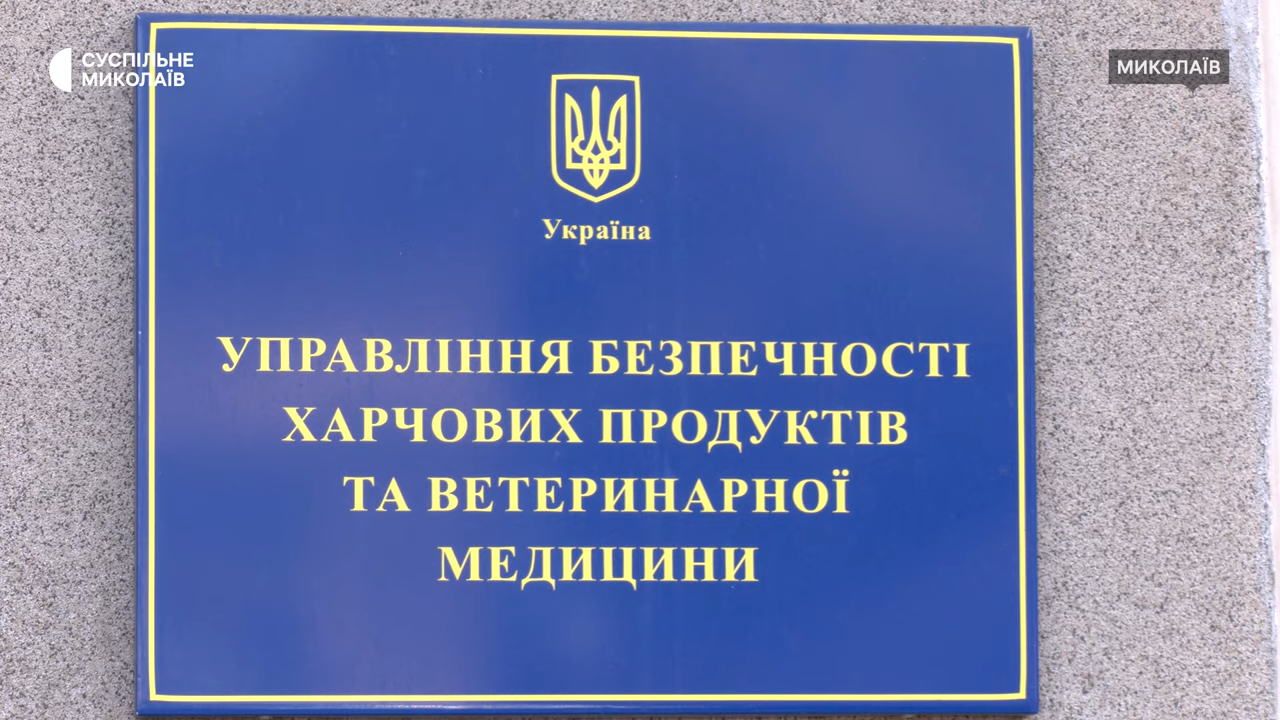 СУСПІЛЬНЕ
МИКОЛАЇВ
МИКОЛАЇВ
Україна
УПРАВЛІННЯ БЕЗПЕЧНОСТІ
ХАРЧОВИХ ПРОДУКТІВ
ТА ВЕТЕРИНАРНОЇ
МЕДИЦИНИ